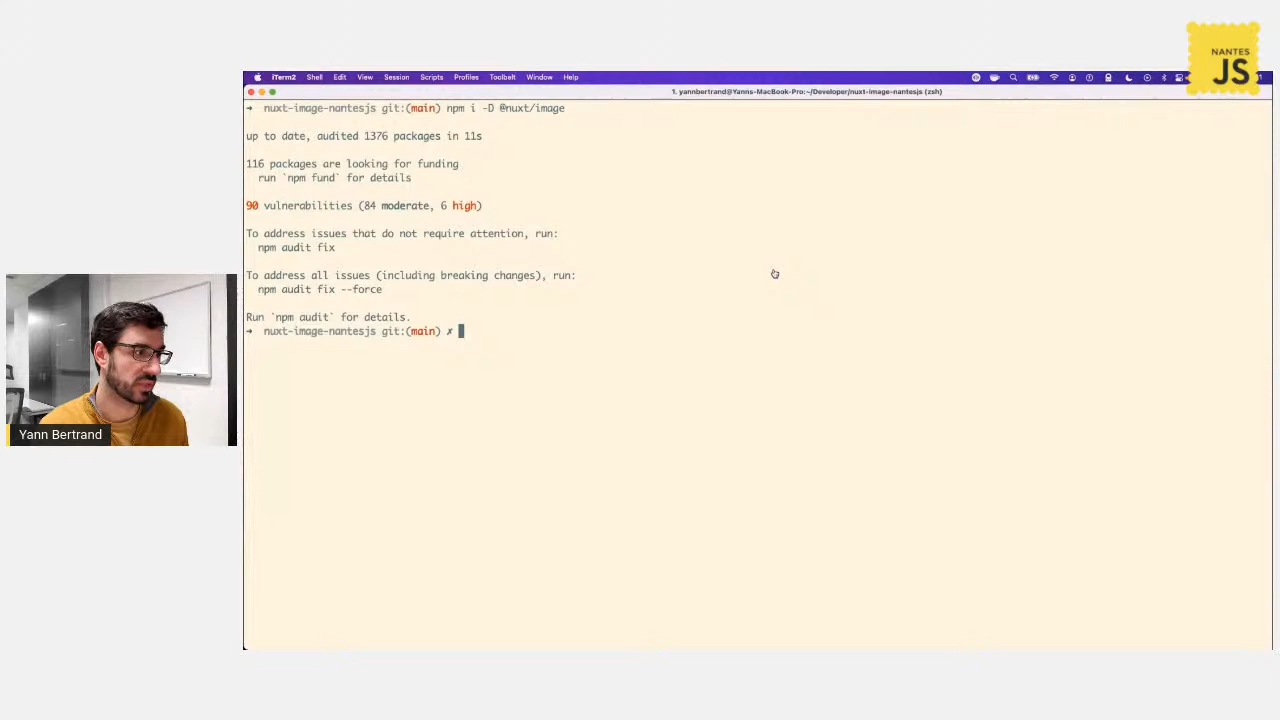 NANTES
JS
iTerm2 Shell Edit View Session Scripts Profiles Toolbelt Window Help
1. yannbertrand@Yanns-MacBook-Pro:~/Developer/nuxt-image-nantesjs (zsh)
➜ nuxt-image-nantesjs git:(main) npm i -D @nuxt/image
up to date, audited 1376 packages in 11s
116 packages are looking for funding
run `npm fund` for details
90 vulnerabilities (84 moderate, 6 high)
To address issues that do not require attention, run:
npm audit fix
To address all issues (including breaking changes), run:
npm audit fix --force
Run `npm audit` for details.
➜ nuxt-image-nantesjs git:(main) ✗
Yann Bertrand